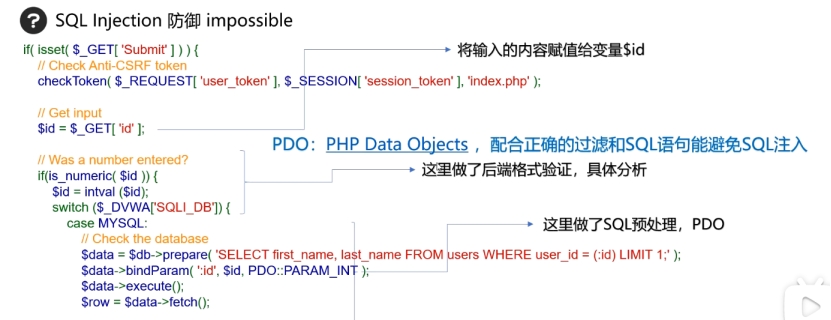 ? SQL Injection 防御 impossible
if( isset( $_GET[ 'Submit' ] ) ) {
将输入的内容赋值给变量$id
// Check Anti-CSRF token
checkToken( $_REQUEST[ 'user_token' ], $_SESSION[ 'session_token' ], 'index.php' );
// Get input
$id = $_GET[ 'id' ];
PDO：PHP Data Objects ，配合正确的过滤和SQL语句能避免SQL注入
// Was a number entered?
这里做了后端格式验证，具体分析
if(is_numeric( $id )) {
$id = intval ($id);
switch ($_DVWA['SQLI_DB']) {
case MYSQL:
这里做了SQL预处理，PDO
// Check the database
$data = $db->prepare( 'SELECT first_name, last_name FROM users WHERE user_id = (:id) LIMIT 1;' );
$data->bindParam( ':id', $id, PDO::PARAM_INT );
$data->execute();
$row = $data->fetch();